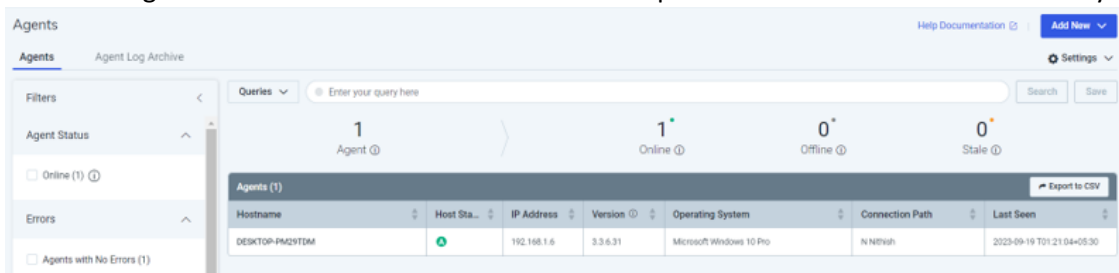 Agents
Help Documentation
Add New
Agents
Agent Log Archive
Settings
Filters
Queries
Enter your query here
Search
Save
Agent Status
1
Agent
1
Online
0
Offline
0
Stale
Online (1)
Agents (1)
Export to CSV
Errors
Hostname
Host Sta...
IP Address
Version
Operating System
Connection Path
Last Seen
DESKTOP-PM29TDM
A
192.168.1.6
3.3.6.31
Microsoft Windows 10 Pro
N Nithish
2023-09-19 T01:21:04+05:30
Agents with No Errors (1)